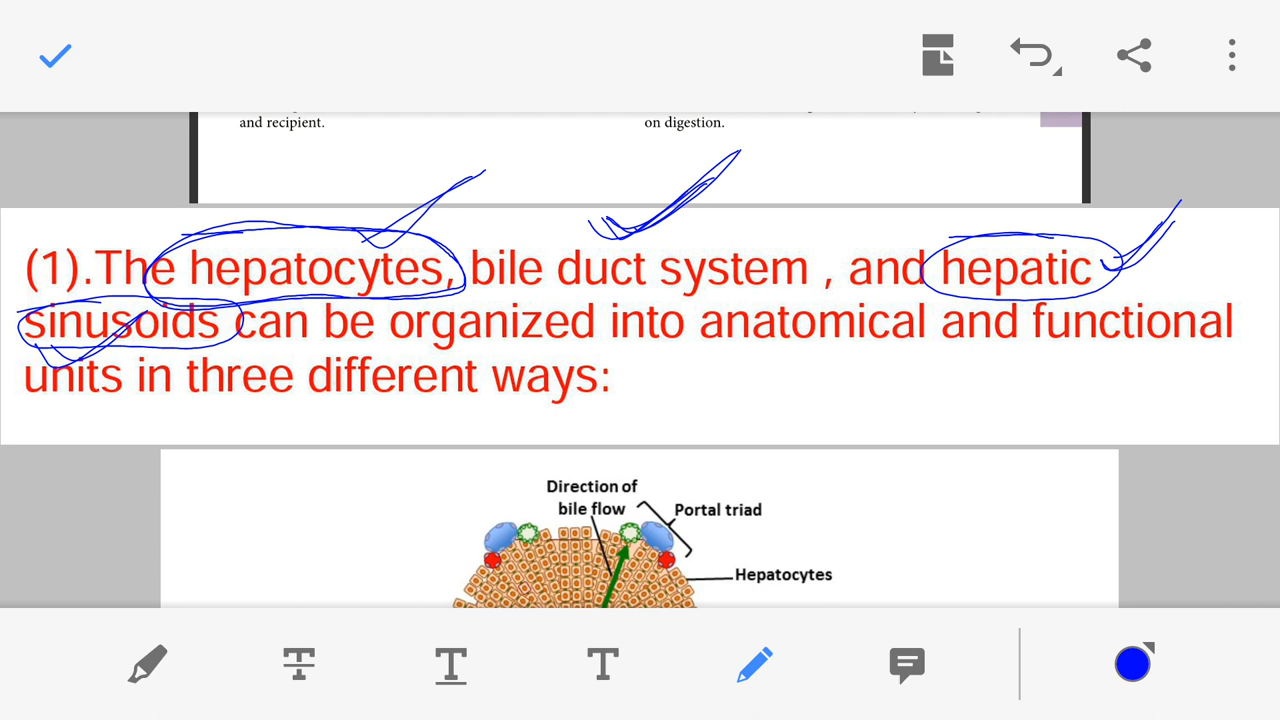 and recipient.
on digestion.
(1).The hepatocytes, bile duct system , and hepatic
sinusoids can be organized into anatomical and functional
units in three different ways:
Direction of
bile flow
Portal triad
Hepatocytes